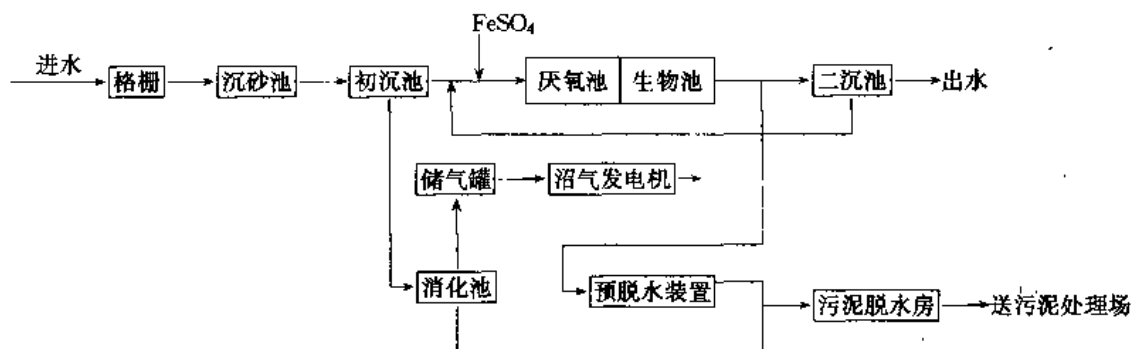 FeSO₄
进水
格栅
沉砂池
初沉池
厌氧池
生物池
二沉池
出水
储气罐
沼气发电机
消化池
预脱水装置
污泥脱水房
送污泥处理场